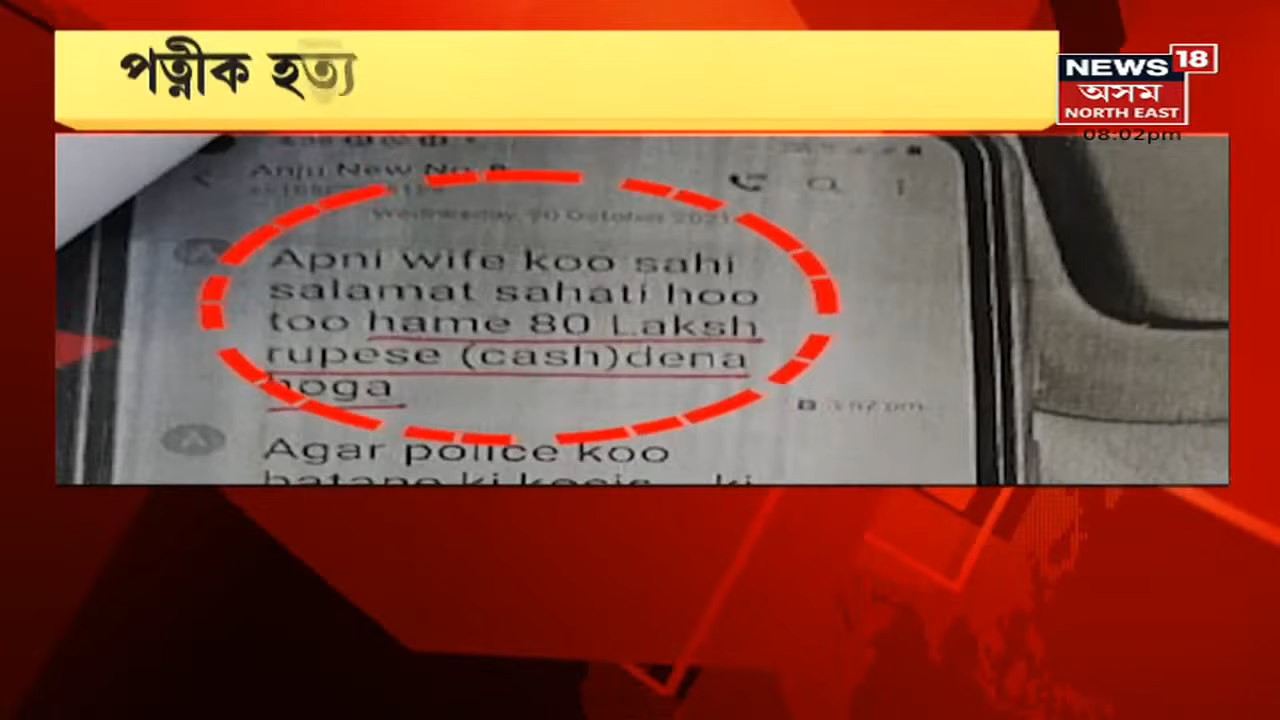 পত্নীক হত্য
NEWS 18
অসম
NORTH EAST
08:02pm
Anju New No
Wednesday, 20 October 2021
Apni wife koo sahi
salamat sahati hoo
too hame 80 Laksh
rupese (cash)dena
hoga
Agar police koo